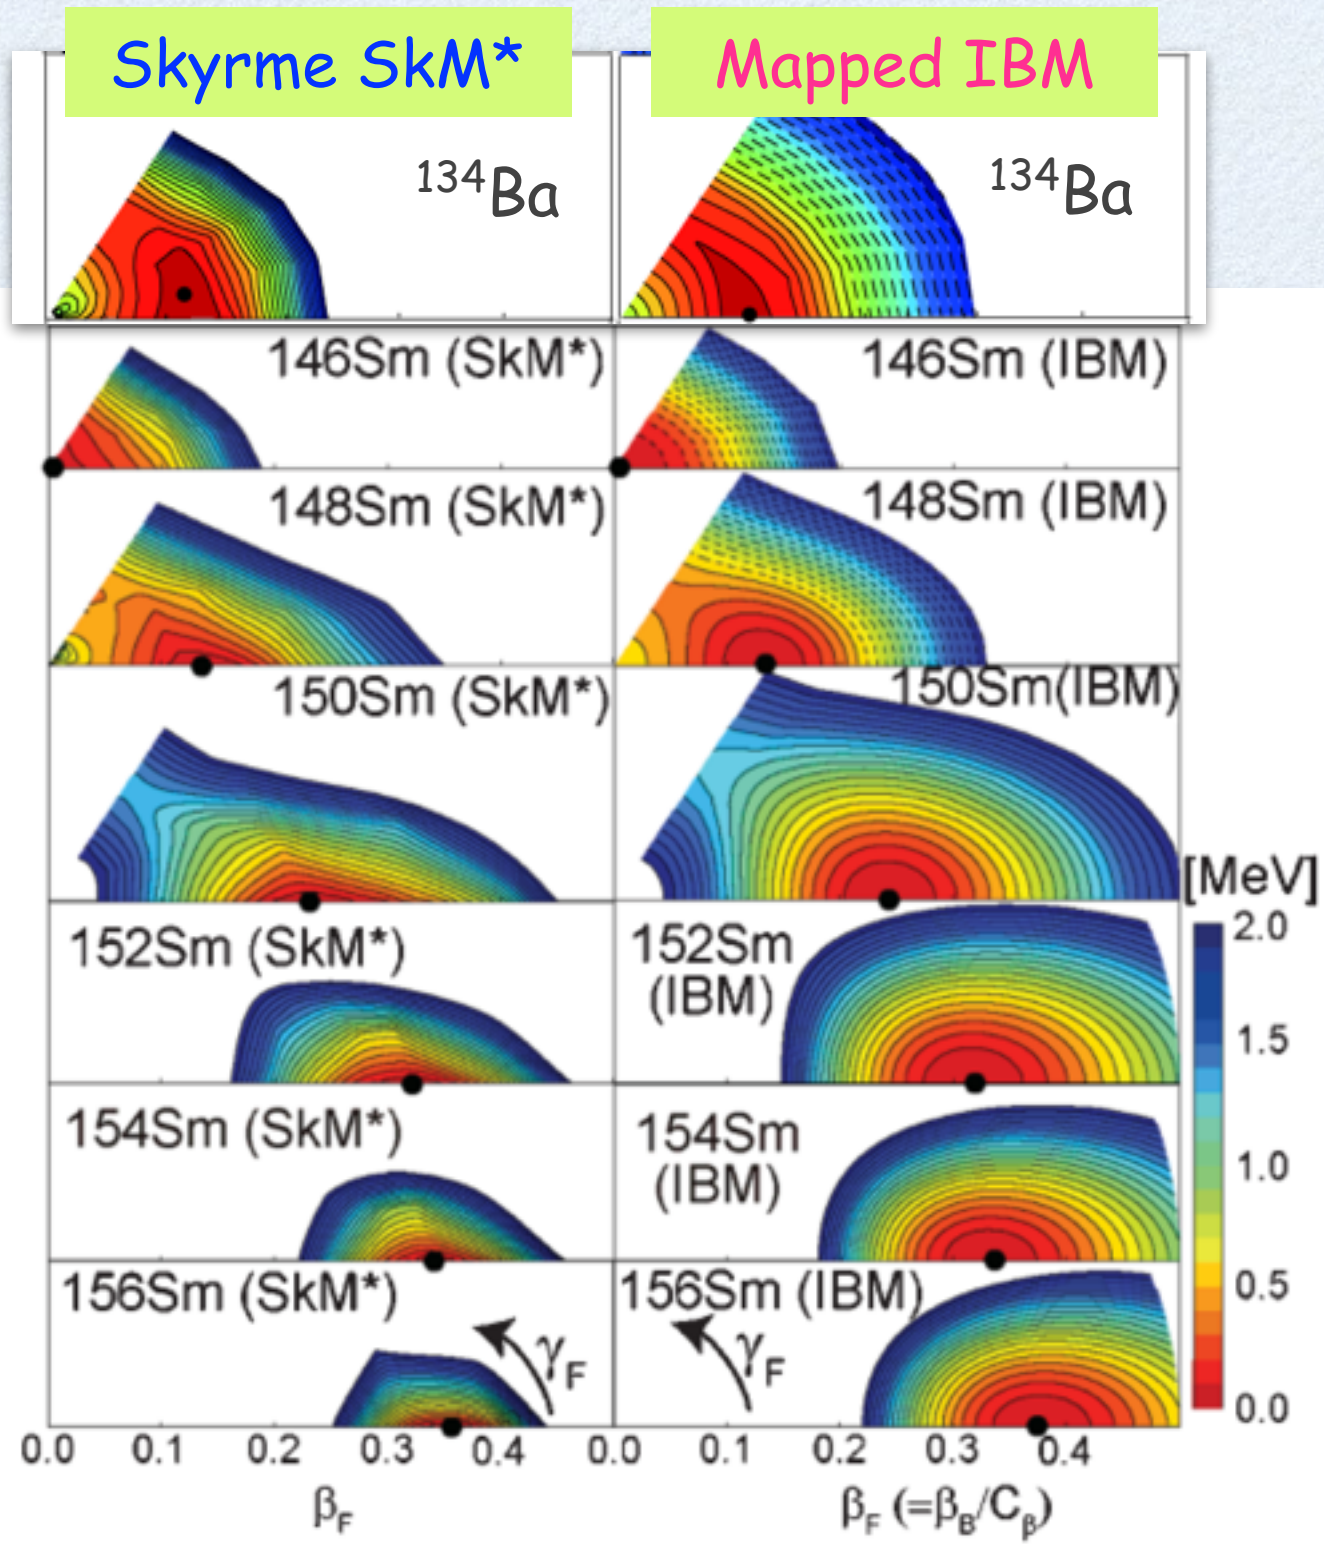 Skyrme SkM*
Mapped IBM
¹³⁴Ba
¹³⁴Ba
146Sm (SkM*)
146Sm (IBM)
148Sm (SkM*)
148Sm (IBM)
150Sm (SkM*)
150Sm(IBM)
[MeV]
2.0
1.5
1.0
0.5
0.0
152Sm (SkM*)
152Sm
(IBM)
154Sm (SkM*)
154Sm
(IBM)
156Sm (SkM*)
γF
156Sm (IBM)
γF
0.0 0.1 0.2 0.3 0.4 0.0 0.1 0.2 0.3 0.4
βF
βF (=βB/Cβ)